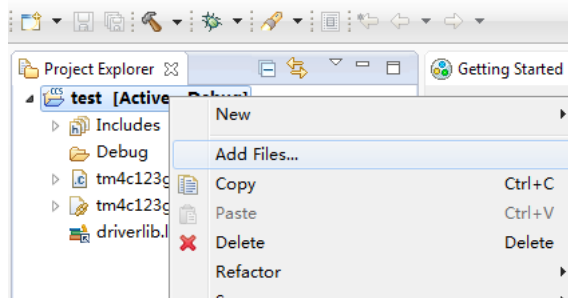 Project Explorer
Getting Started
test [Active
New
Includes
Add Files...
Debug
Copy Ctrl+C
tm4c123g
Paste Ctrl+V
tm4c123g
Delete Delete
driverlib.l
Refactor